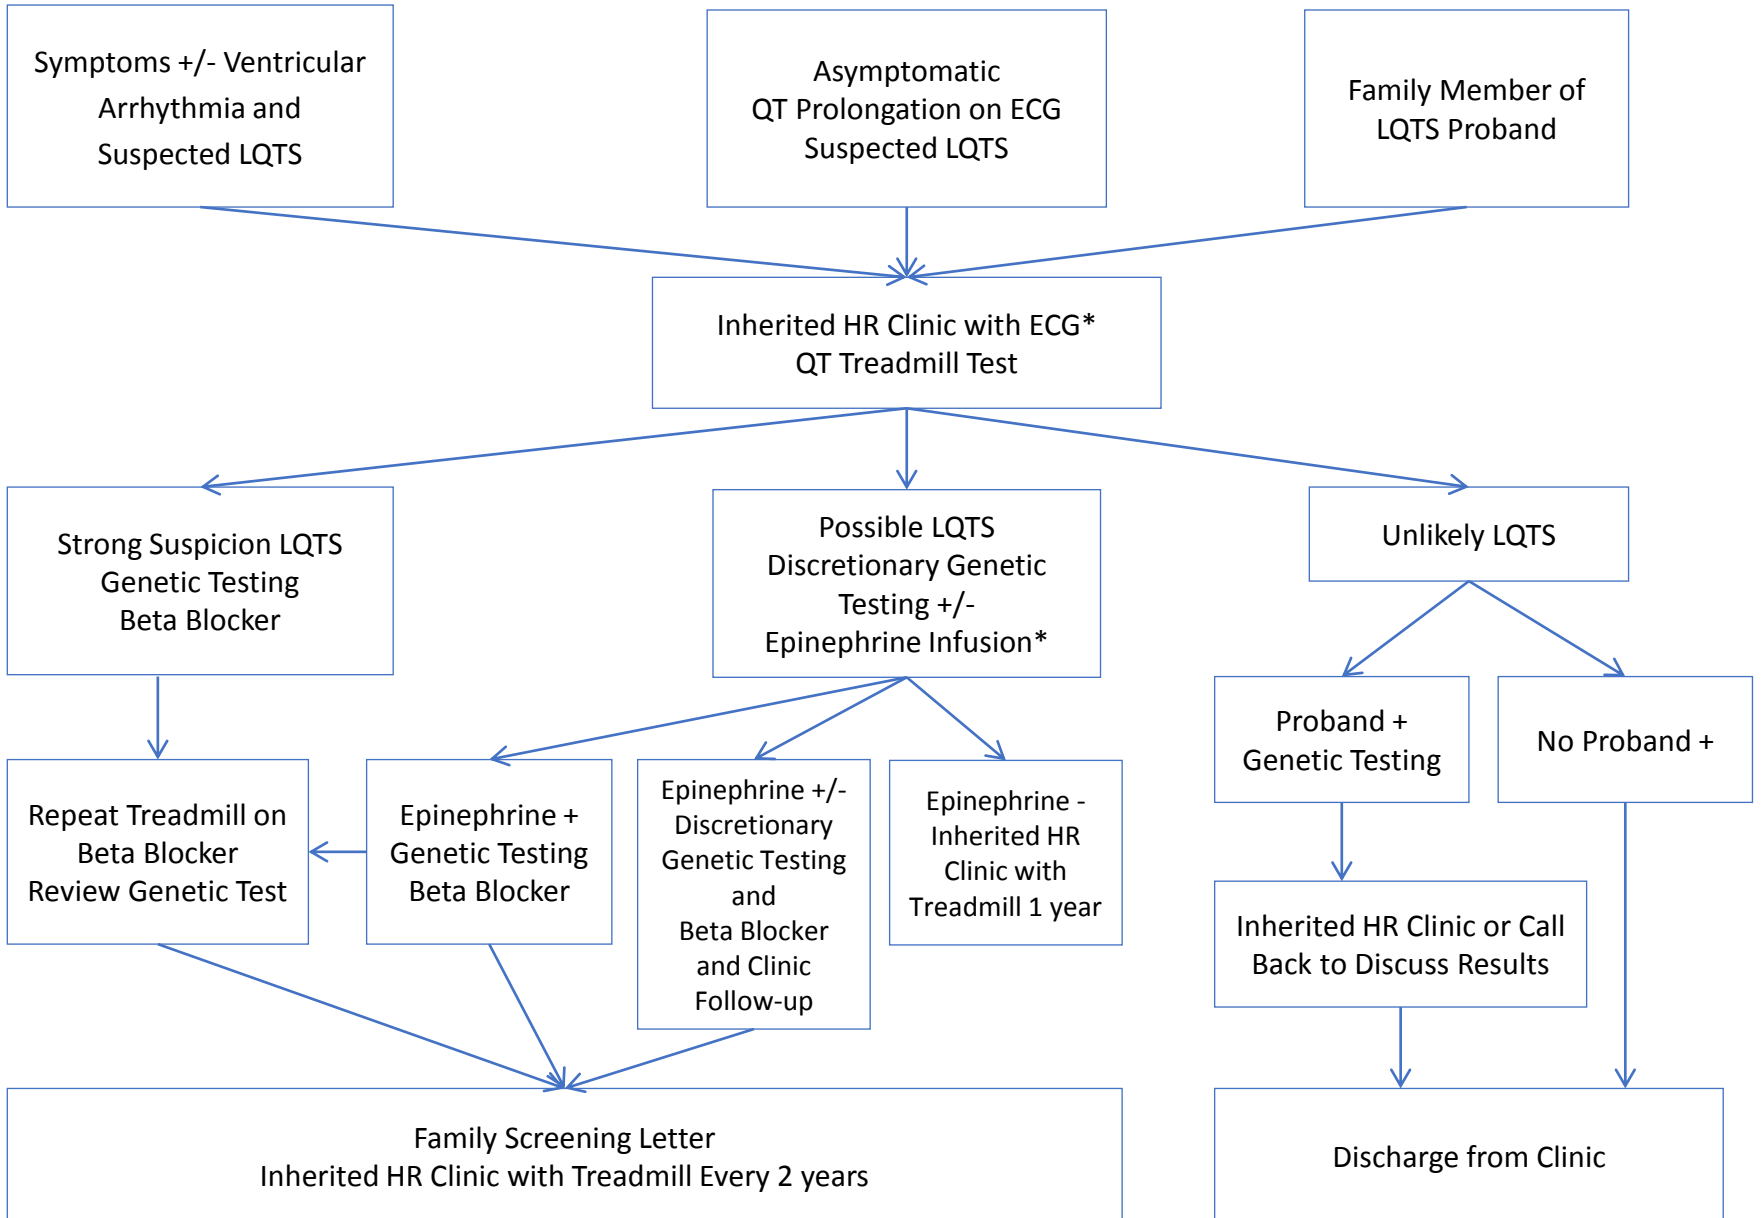 Symptoms +/- Ventricular
Arrhythmia and
Suspected LQTS
Asymptomatic
QT Prolongation on ECG
Suspected LQTS
Family Member of
LQTS Proband
Inherited HR Clinic with ECG*
QT Treadmill Test
Strong Suspicion LQTS
Genetic Testing
Beta Blocker
Possible LQTS
Discretionary Genetic
Testing +/-
Epinephrine Infusion*
Unlikely LQTS
Proband +
Genetic Testing
No Proband +
Repeat Treadmill on
Beta Blocker
Review Genetic Test
Epinephrine +
Genetic Testing
Beta Blocker
Epinephrine +/-
Discretionary
Genetic Testing
and
Beta Blocker
and Clinic
Follow-up
Epinephrine -
Inherited HR
Clinic with
Treadmill 1 year
Inherited HR Clinic or Call
Back to Discuss Results
Family Screening Letter
Inherited HR Clinic with Treadmill Every 2 years
Discharge from Clinic